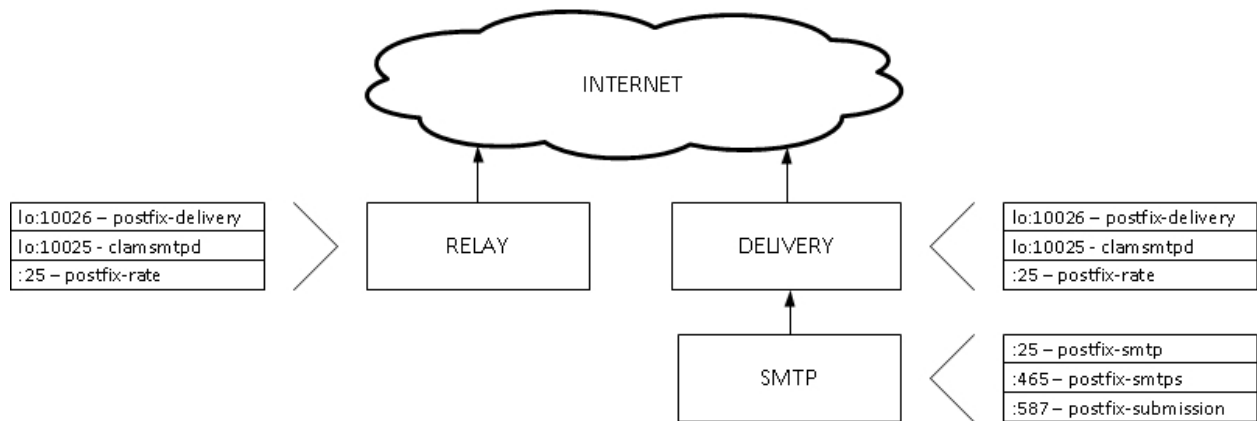 INTERNET
lo:10026 – postfix-delivery
lo:10025 - clamsmtpd
:25 – postfix-rate
RELAY
DELIVERY
lo:10026 – postfix-delivery
lo:10025 - clamsmtpd
:25 – postfix-rate
SMTP
:25 – postfix-smtp
:465 – postfix-smtps
:587 – postfix-submission